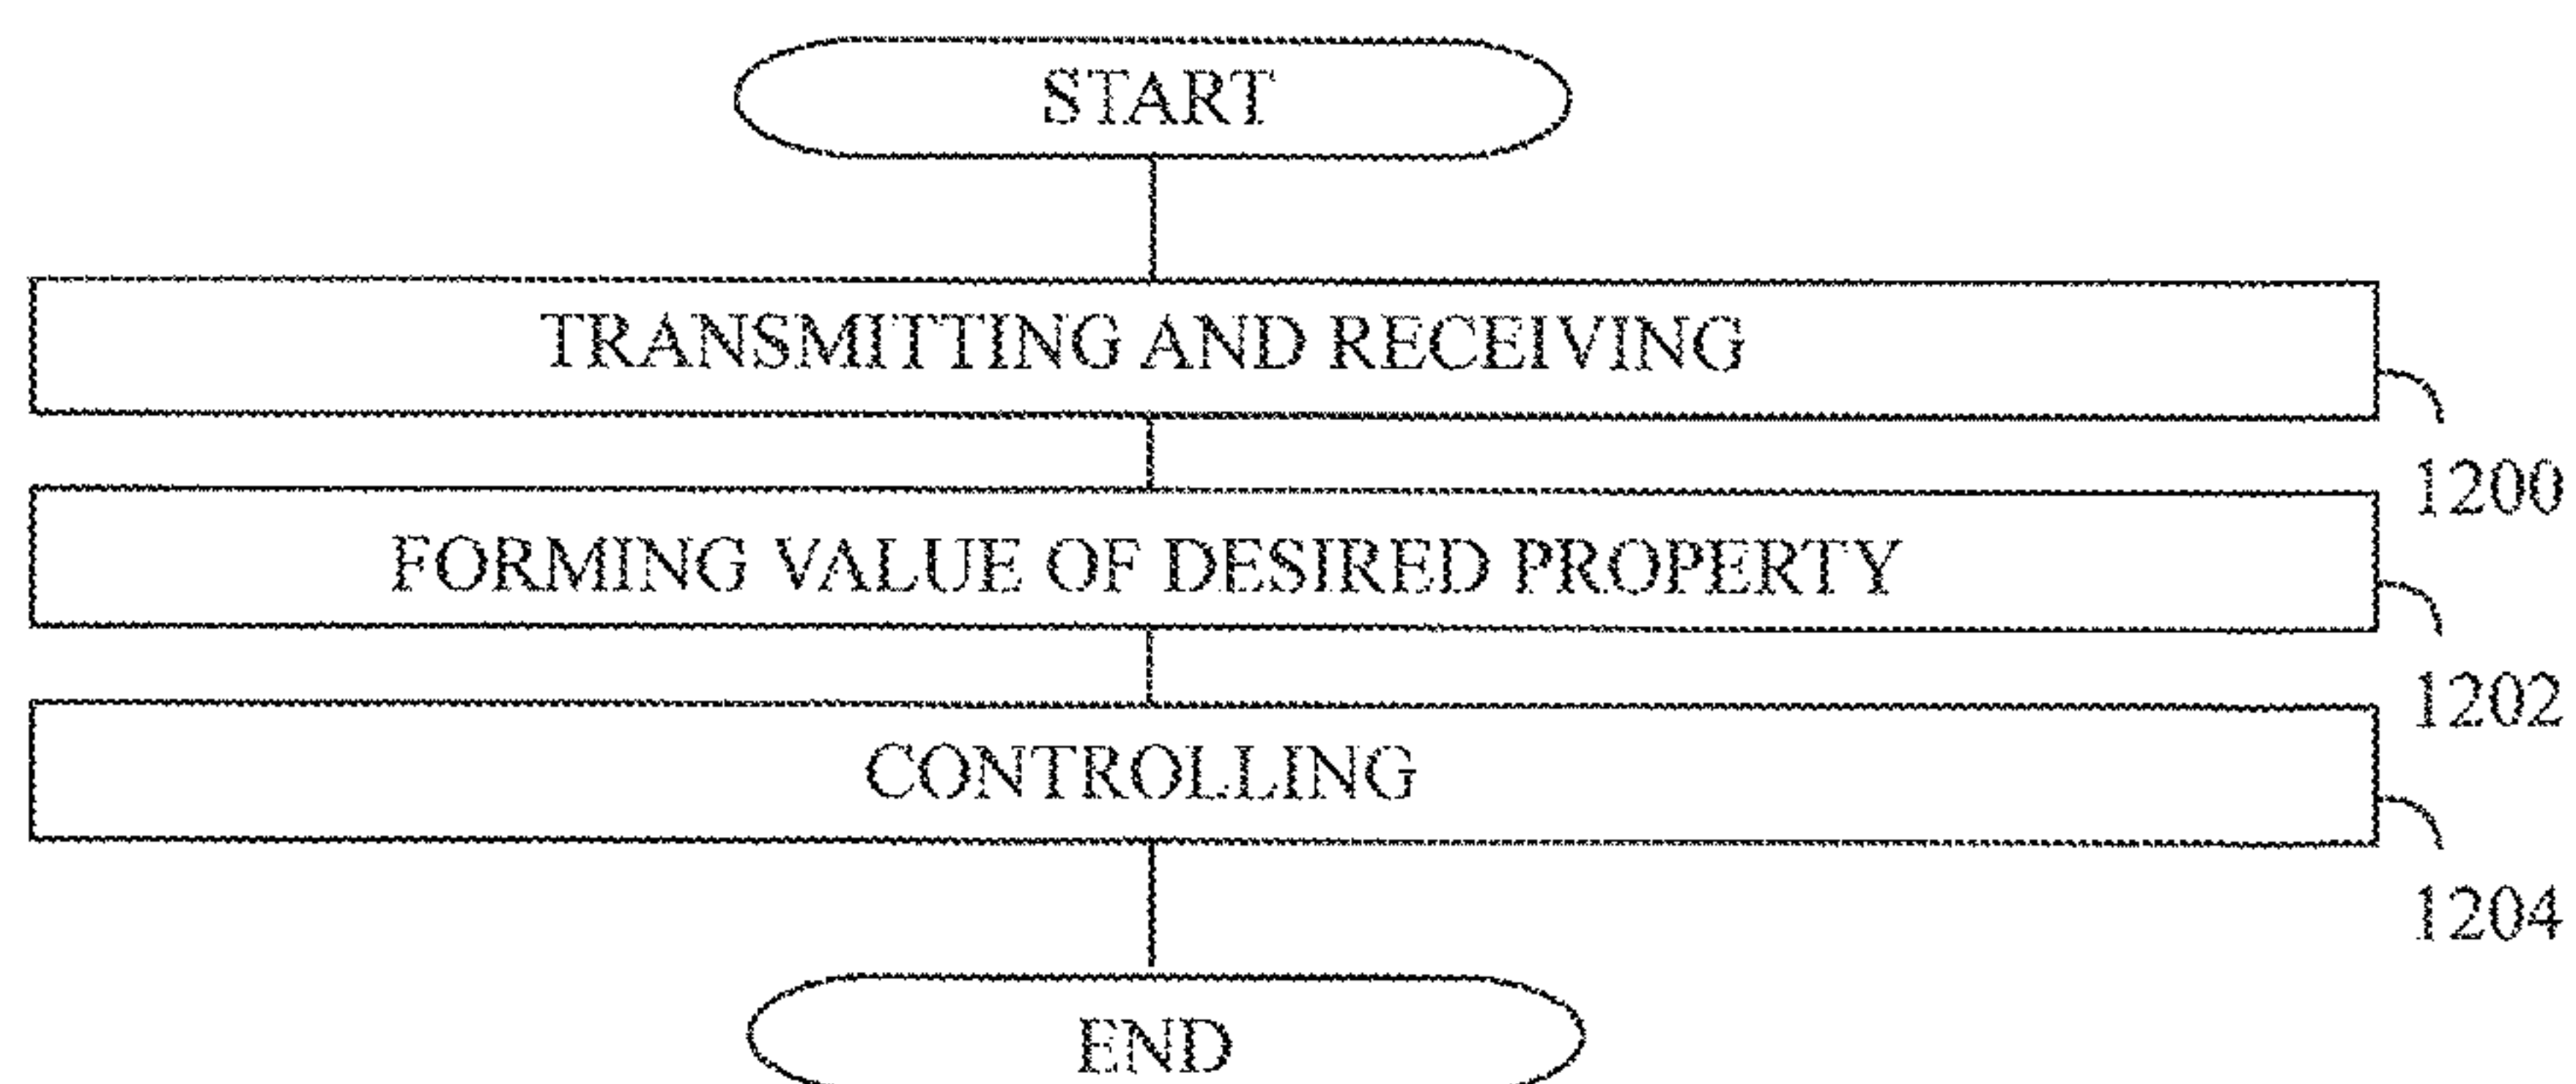 START
TRANSMITTING AND RECEIVING
1200
FORMING VALUE OF DESIRED PROPERTY
1202
CONTROLLING
1204
END